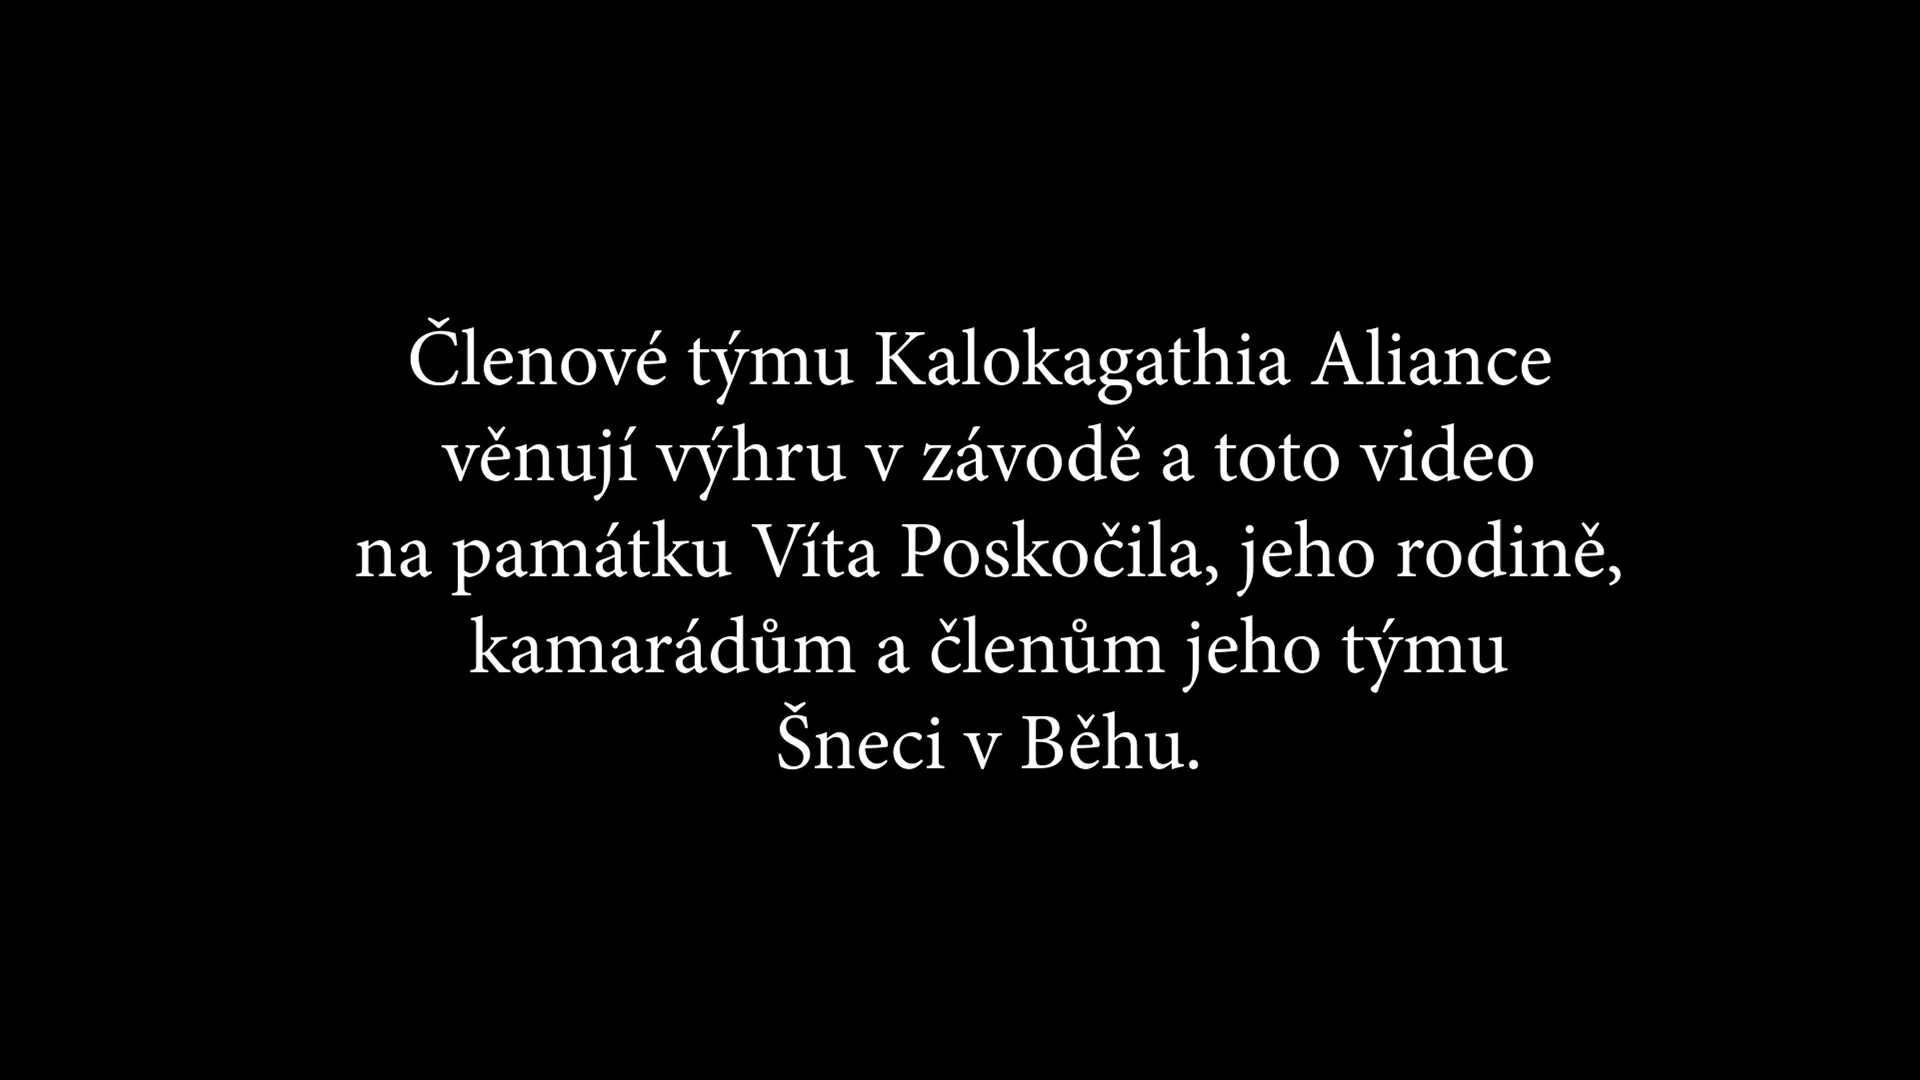 Členové týmu Kalokagathia Aliance
věnují výhru v závodě a toto video
na památku Víta Poskočila, jeho rodině,
kamarádům a členům jeho týmu
Šneci v Běhu.